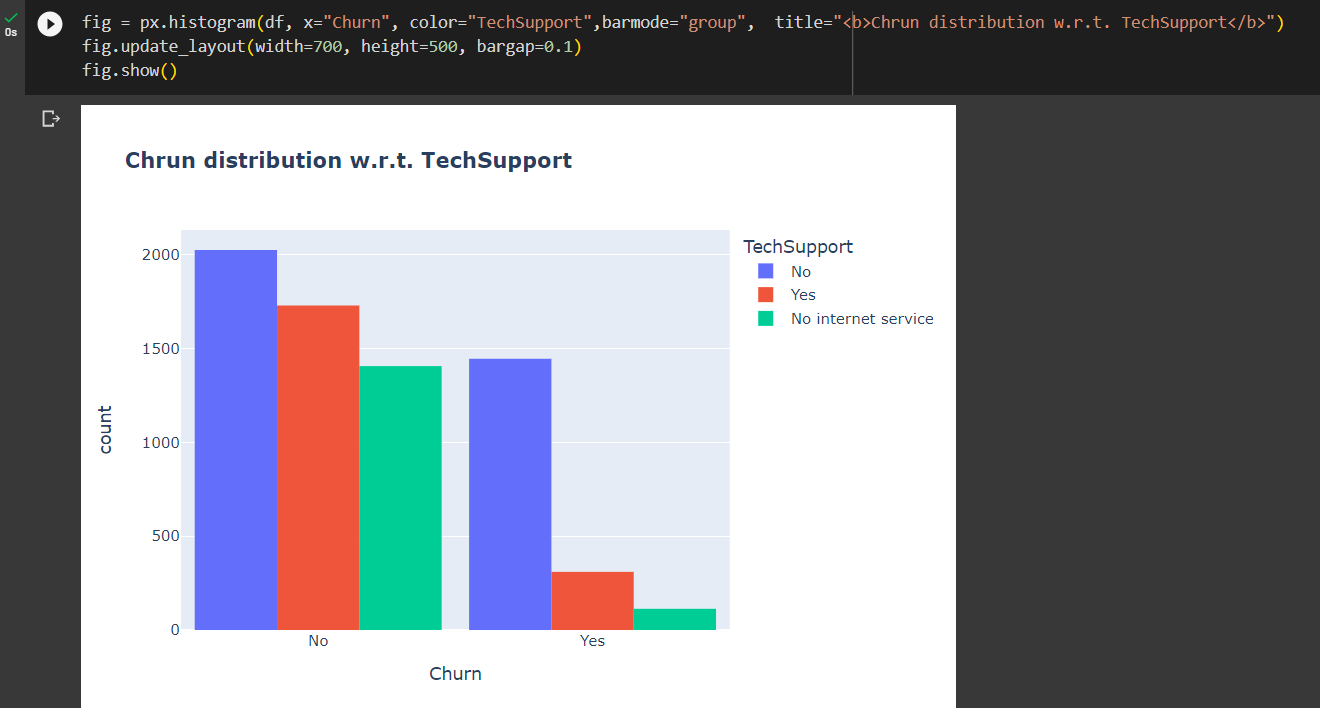 fig = px.histogram(df, x="Churn", color="TechSupport",barmode="group",  title="<b>Chrun distribution w.r.t. TechSupport</b>")
0s
fig.update_layout(width=700, height=500, bargap=0.1)
fig.show()
Chrun distribution w.r.t. TechSupport
TechSupport
No
Yes
No internet service
2000
1500
1000
500
0
count
No
Yes
Churn